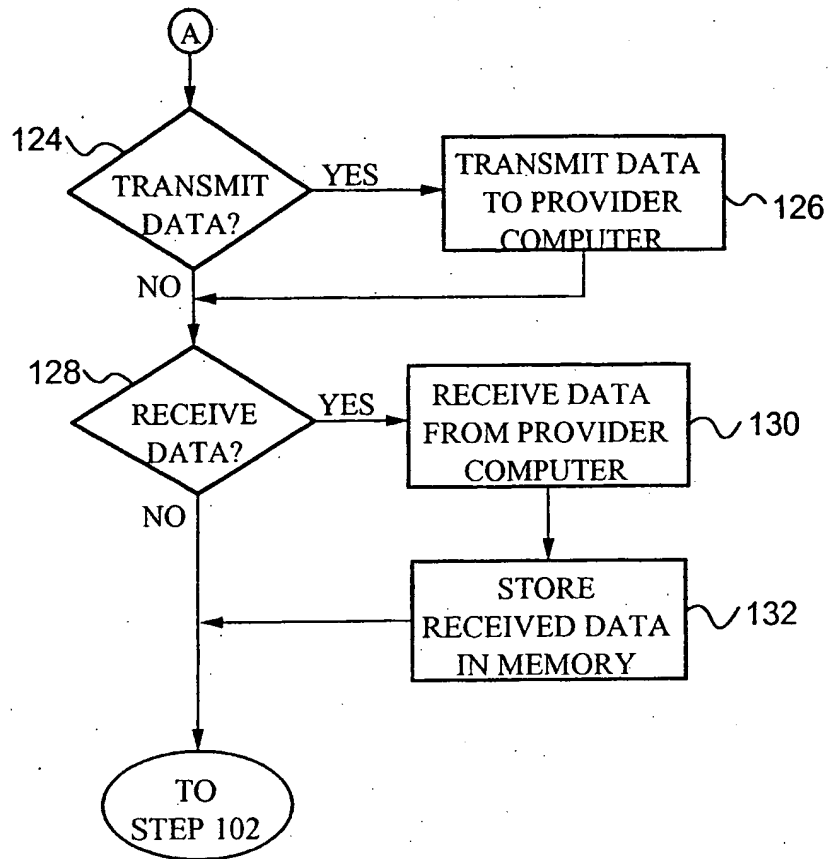 A
124
TRANSMIT
DATA?
YES
TRANSMIT DATA
TO PROVIDER
COMPUTER
126
NO
128
RECEIVE
DATA?
YES
RECEIVE DATA
FROM PROVIDER
COMPUTER
130
NO
STORE
RECEIVED DATA
IN MEMORY
132
TO
STEP 102